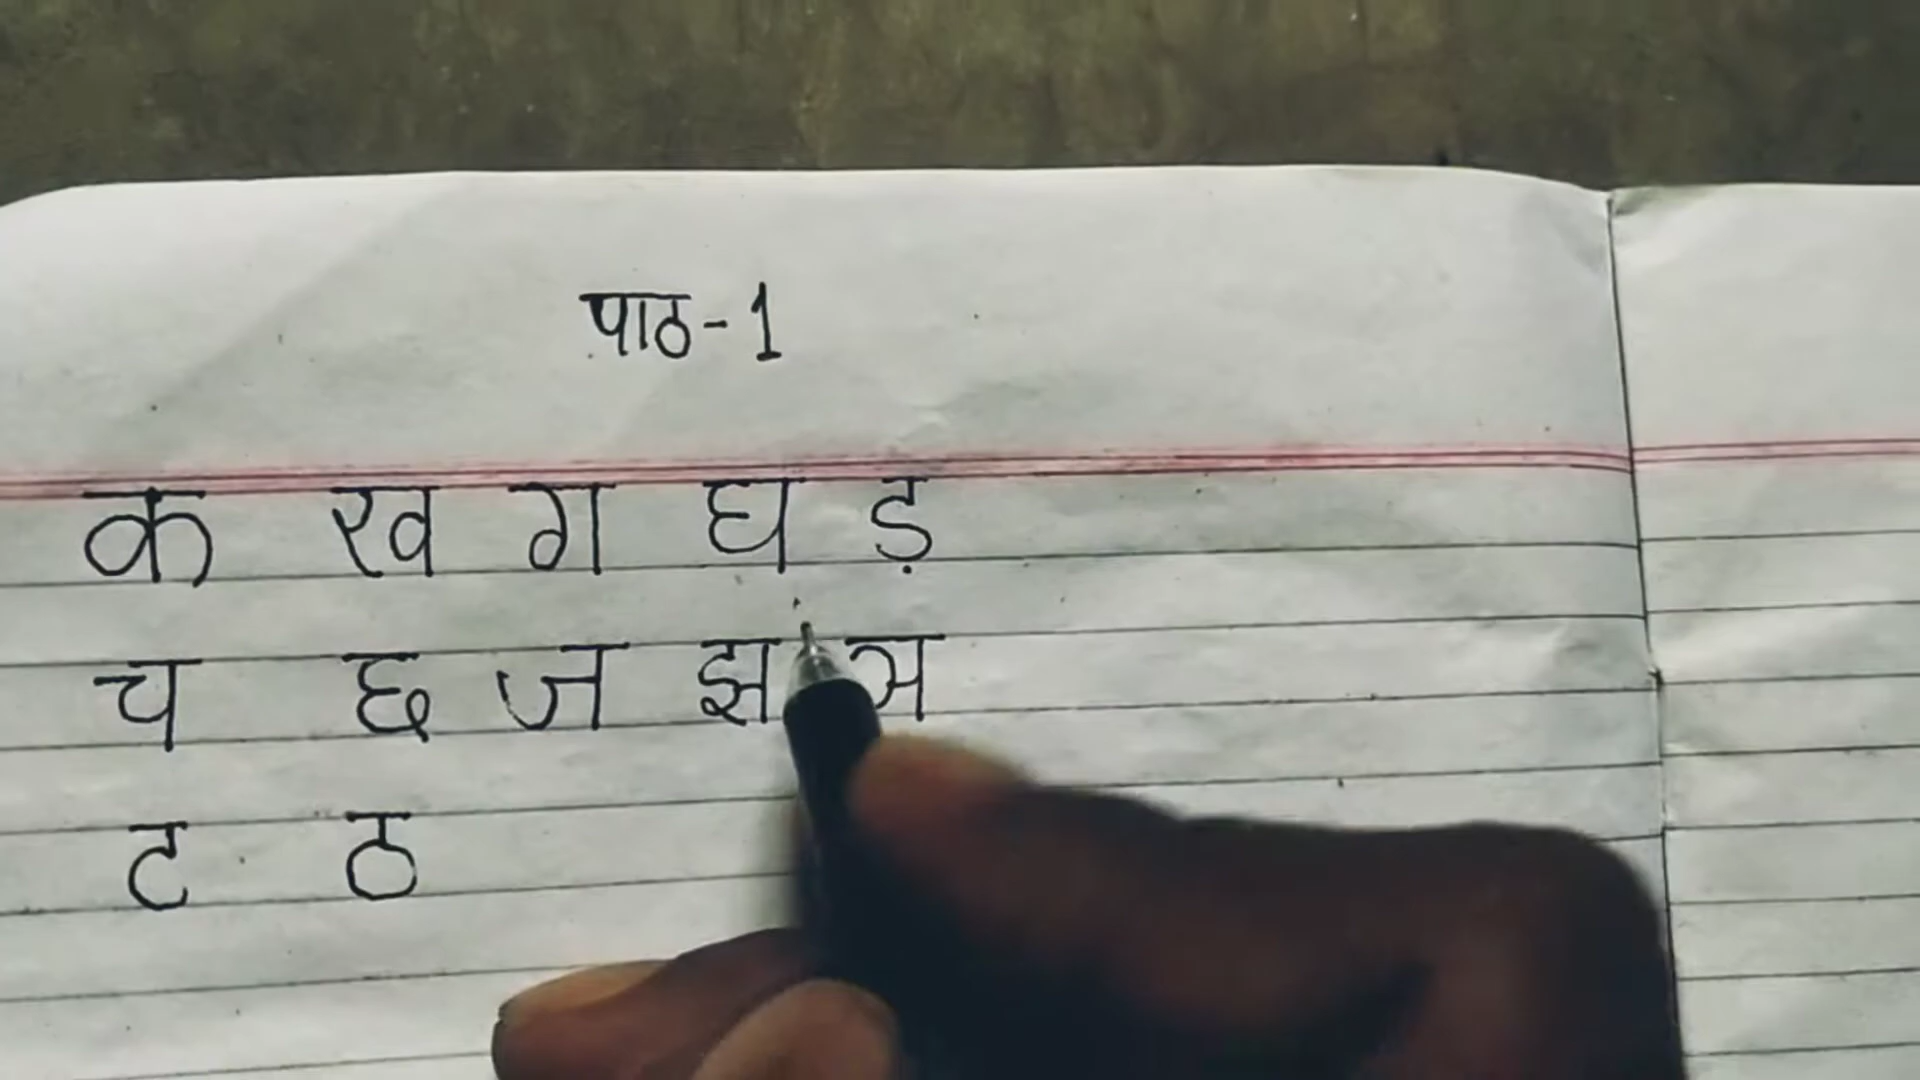 पाठ-1
क ख ग घ ड़
च छ ज झ ञ
ट ठ